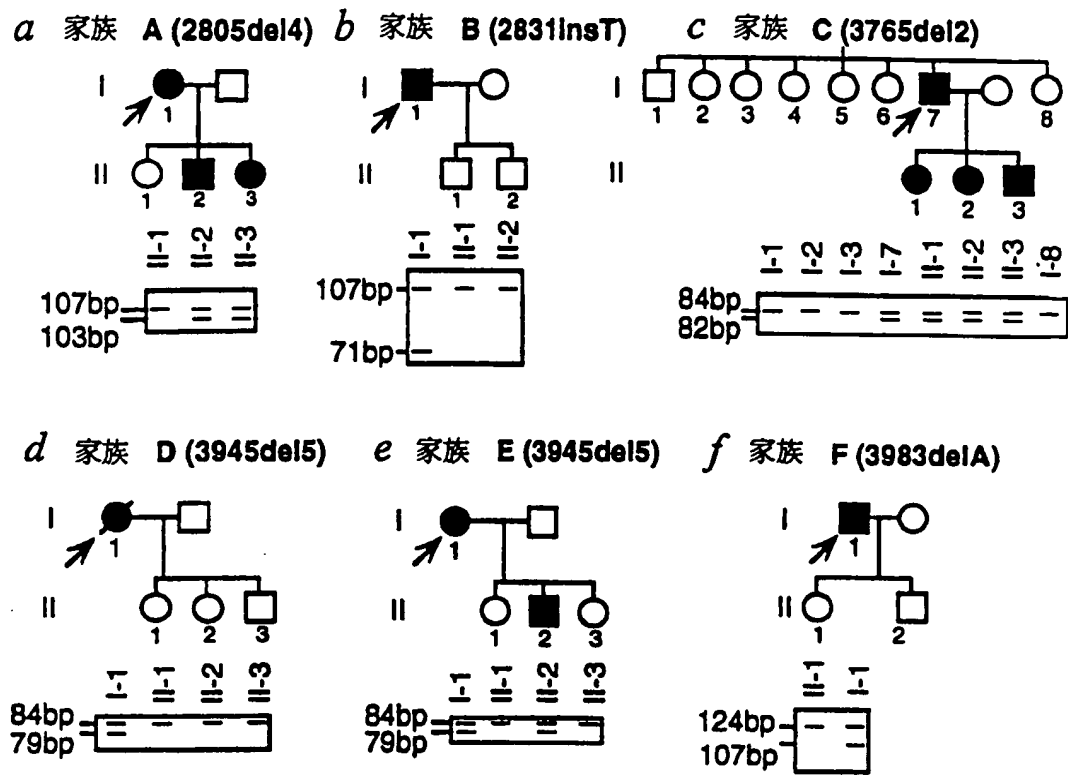 a 家族 A (2805del4) b 家族 B (2831InsT) c 家族 C (3765del2)
I 1 1 1 2 3 4 5 6 7 8
II 1 2 3 1 2 1 2 3
II-1 II-2 II-3 I-1 II-1 II-2 I-1 I-2 I-3 I-7 II-1 II-2 II-3 I-8
107bp 107bp 84bp
103bp 71bp 82bp
d 家族 D (3945del5) e 家族 E (3945del5) f 家族 F (3983delA)
I 1 I 1 I 1
II 1 2 3 II 1 2 3 II 1 2
I-1 II-1 II-2 II-3 I-1 II-1 II-2 II-3 II-1 I-1
84bp 84bp 124bp
79bp 79bp 107bp